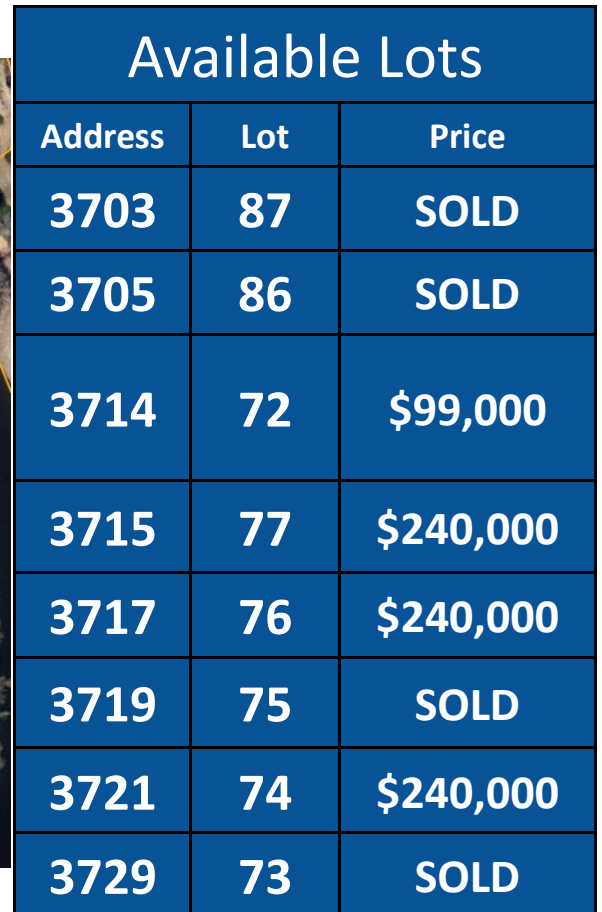 Available Lots
Address Lot Price
3703 87 SOLD
3705 86 SOLD
3714 72 $99,000
3715 77 $240,000
3717 76 $240,000
3719 75 SOLD
3721 74 $240,000
3729 73 SOLD